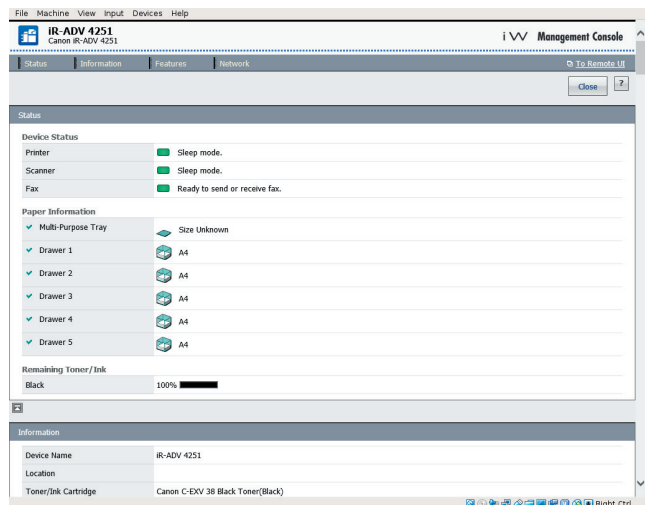 File Machine View Input Devices Help
iR-ADV 4251
Canon iR-ADV 4251
iW Management Console
Status Information Features Network To Remote UI
Close ?
Status
Device Status
Printer Sleep mode.
Scanner Sleep mode.
Fax Ready to send or receive fax.
Paper Information
Multi-Purpose Tray Size Unknown
Drawer 1 A4
Drawer 2 A4
Drawer 3 A4
Drawer 4 A4
Drawer 5 A4
Remaining Toner/Ink
Black 100%
Information
Device Name iR-ADV 4251
Location
Toner/Ink Cartridge Canon C-EXV 38 Black Toner(Black)
Right Ctrl